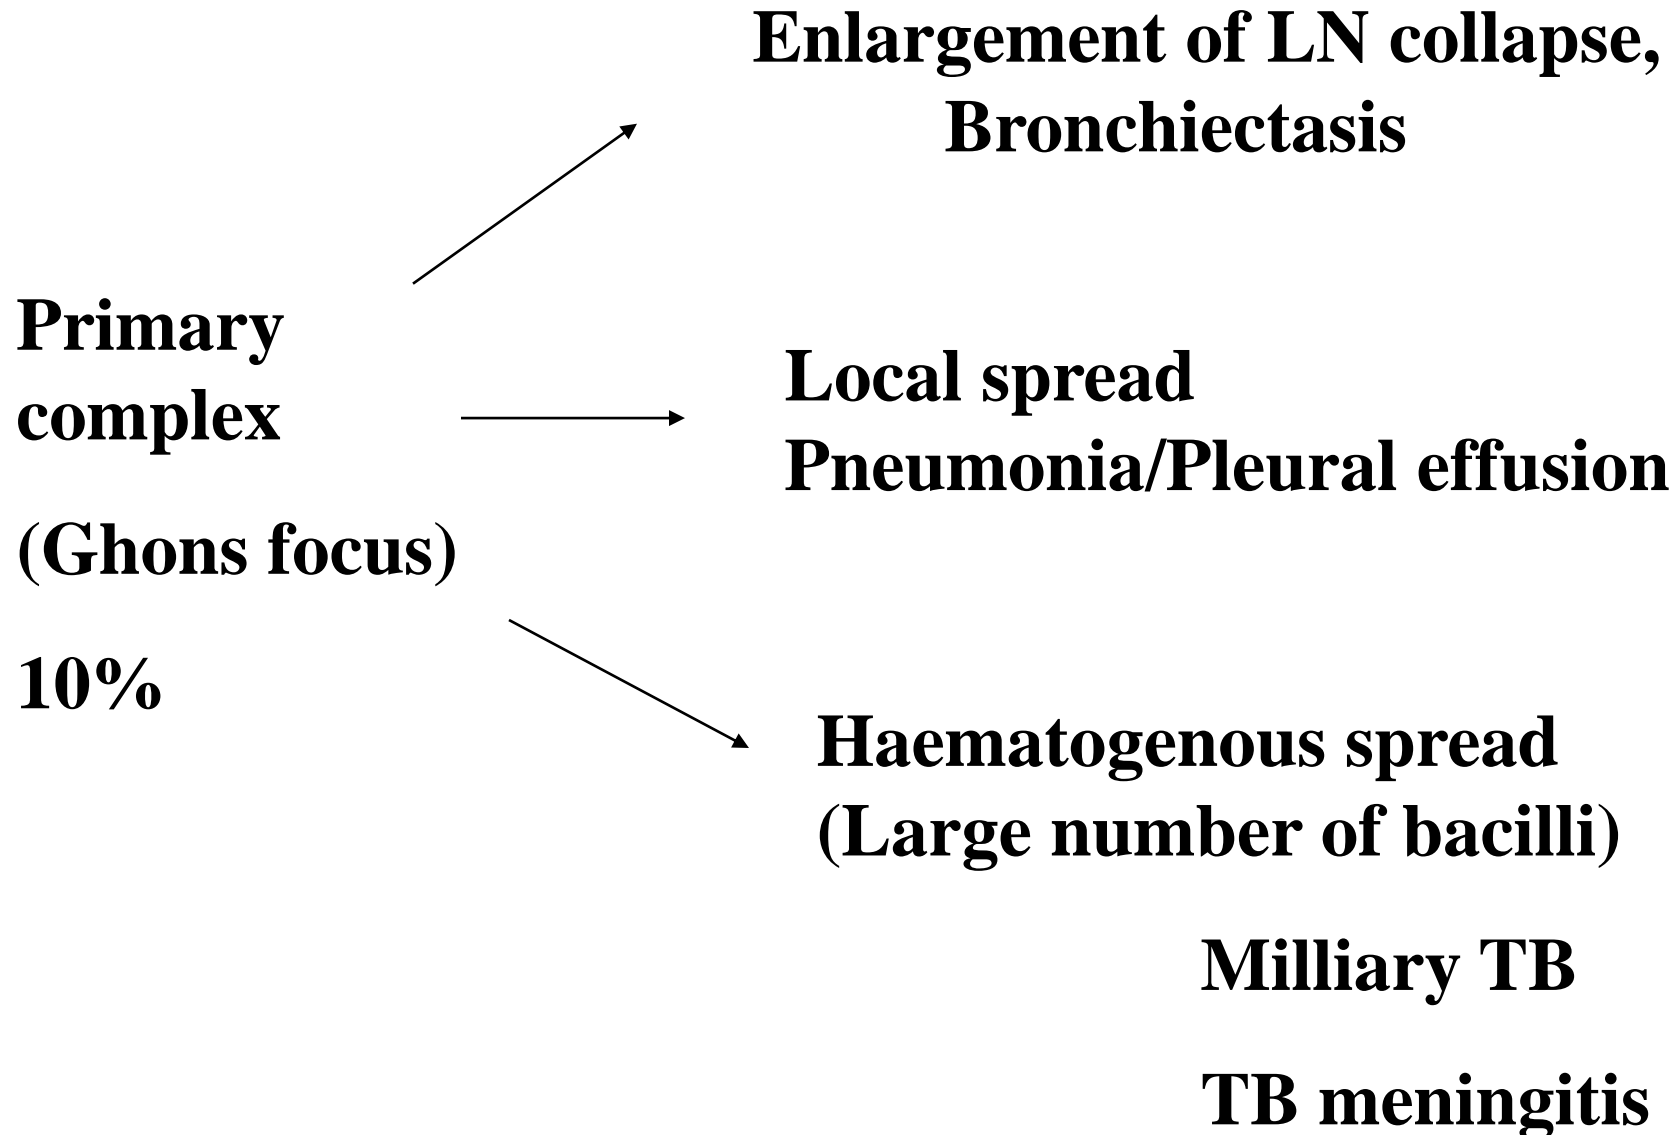 Enlargement of LN collapse,
Bronchiectasis
Primary
complex
(Ghons focus)
10%
Local spread
Pneumonia/Pleural effusion
Haematogenous spread
(Large number of bacilli)
Milliary TB
TB meningitis